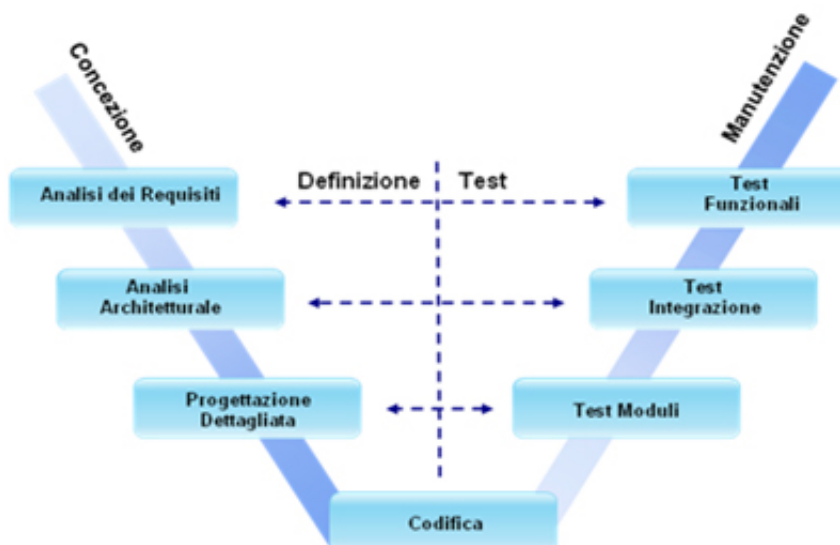 Concezione
Manutenzione
Definizione
Test
Analisi dei Requisiti
Test
Funzionali
Analisi
Architetturale
Test
Integrazione
Progettazione
Dettagliata
Test Moduli
Codifica